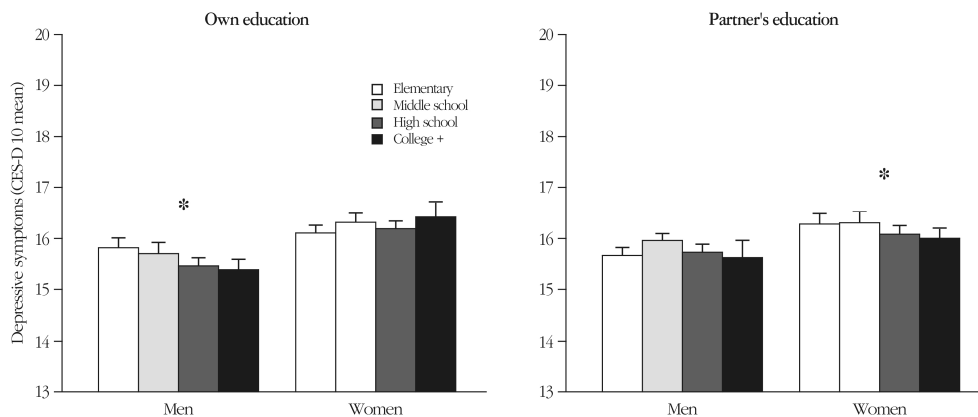 Own education
Partner's education
Depressive symptoms (CES-D 10 mean)
20
19
18
17
16
15
14
13
Elementary
Middle school
High school
College +
*
Men
Women
20
19
18
17
16
15
14
13
*
Men
Women